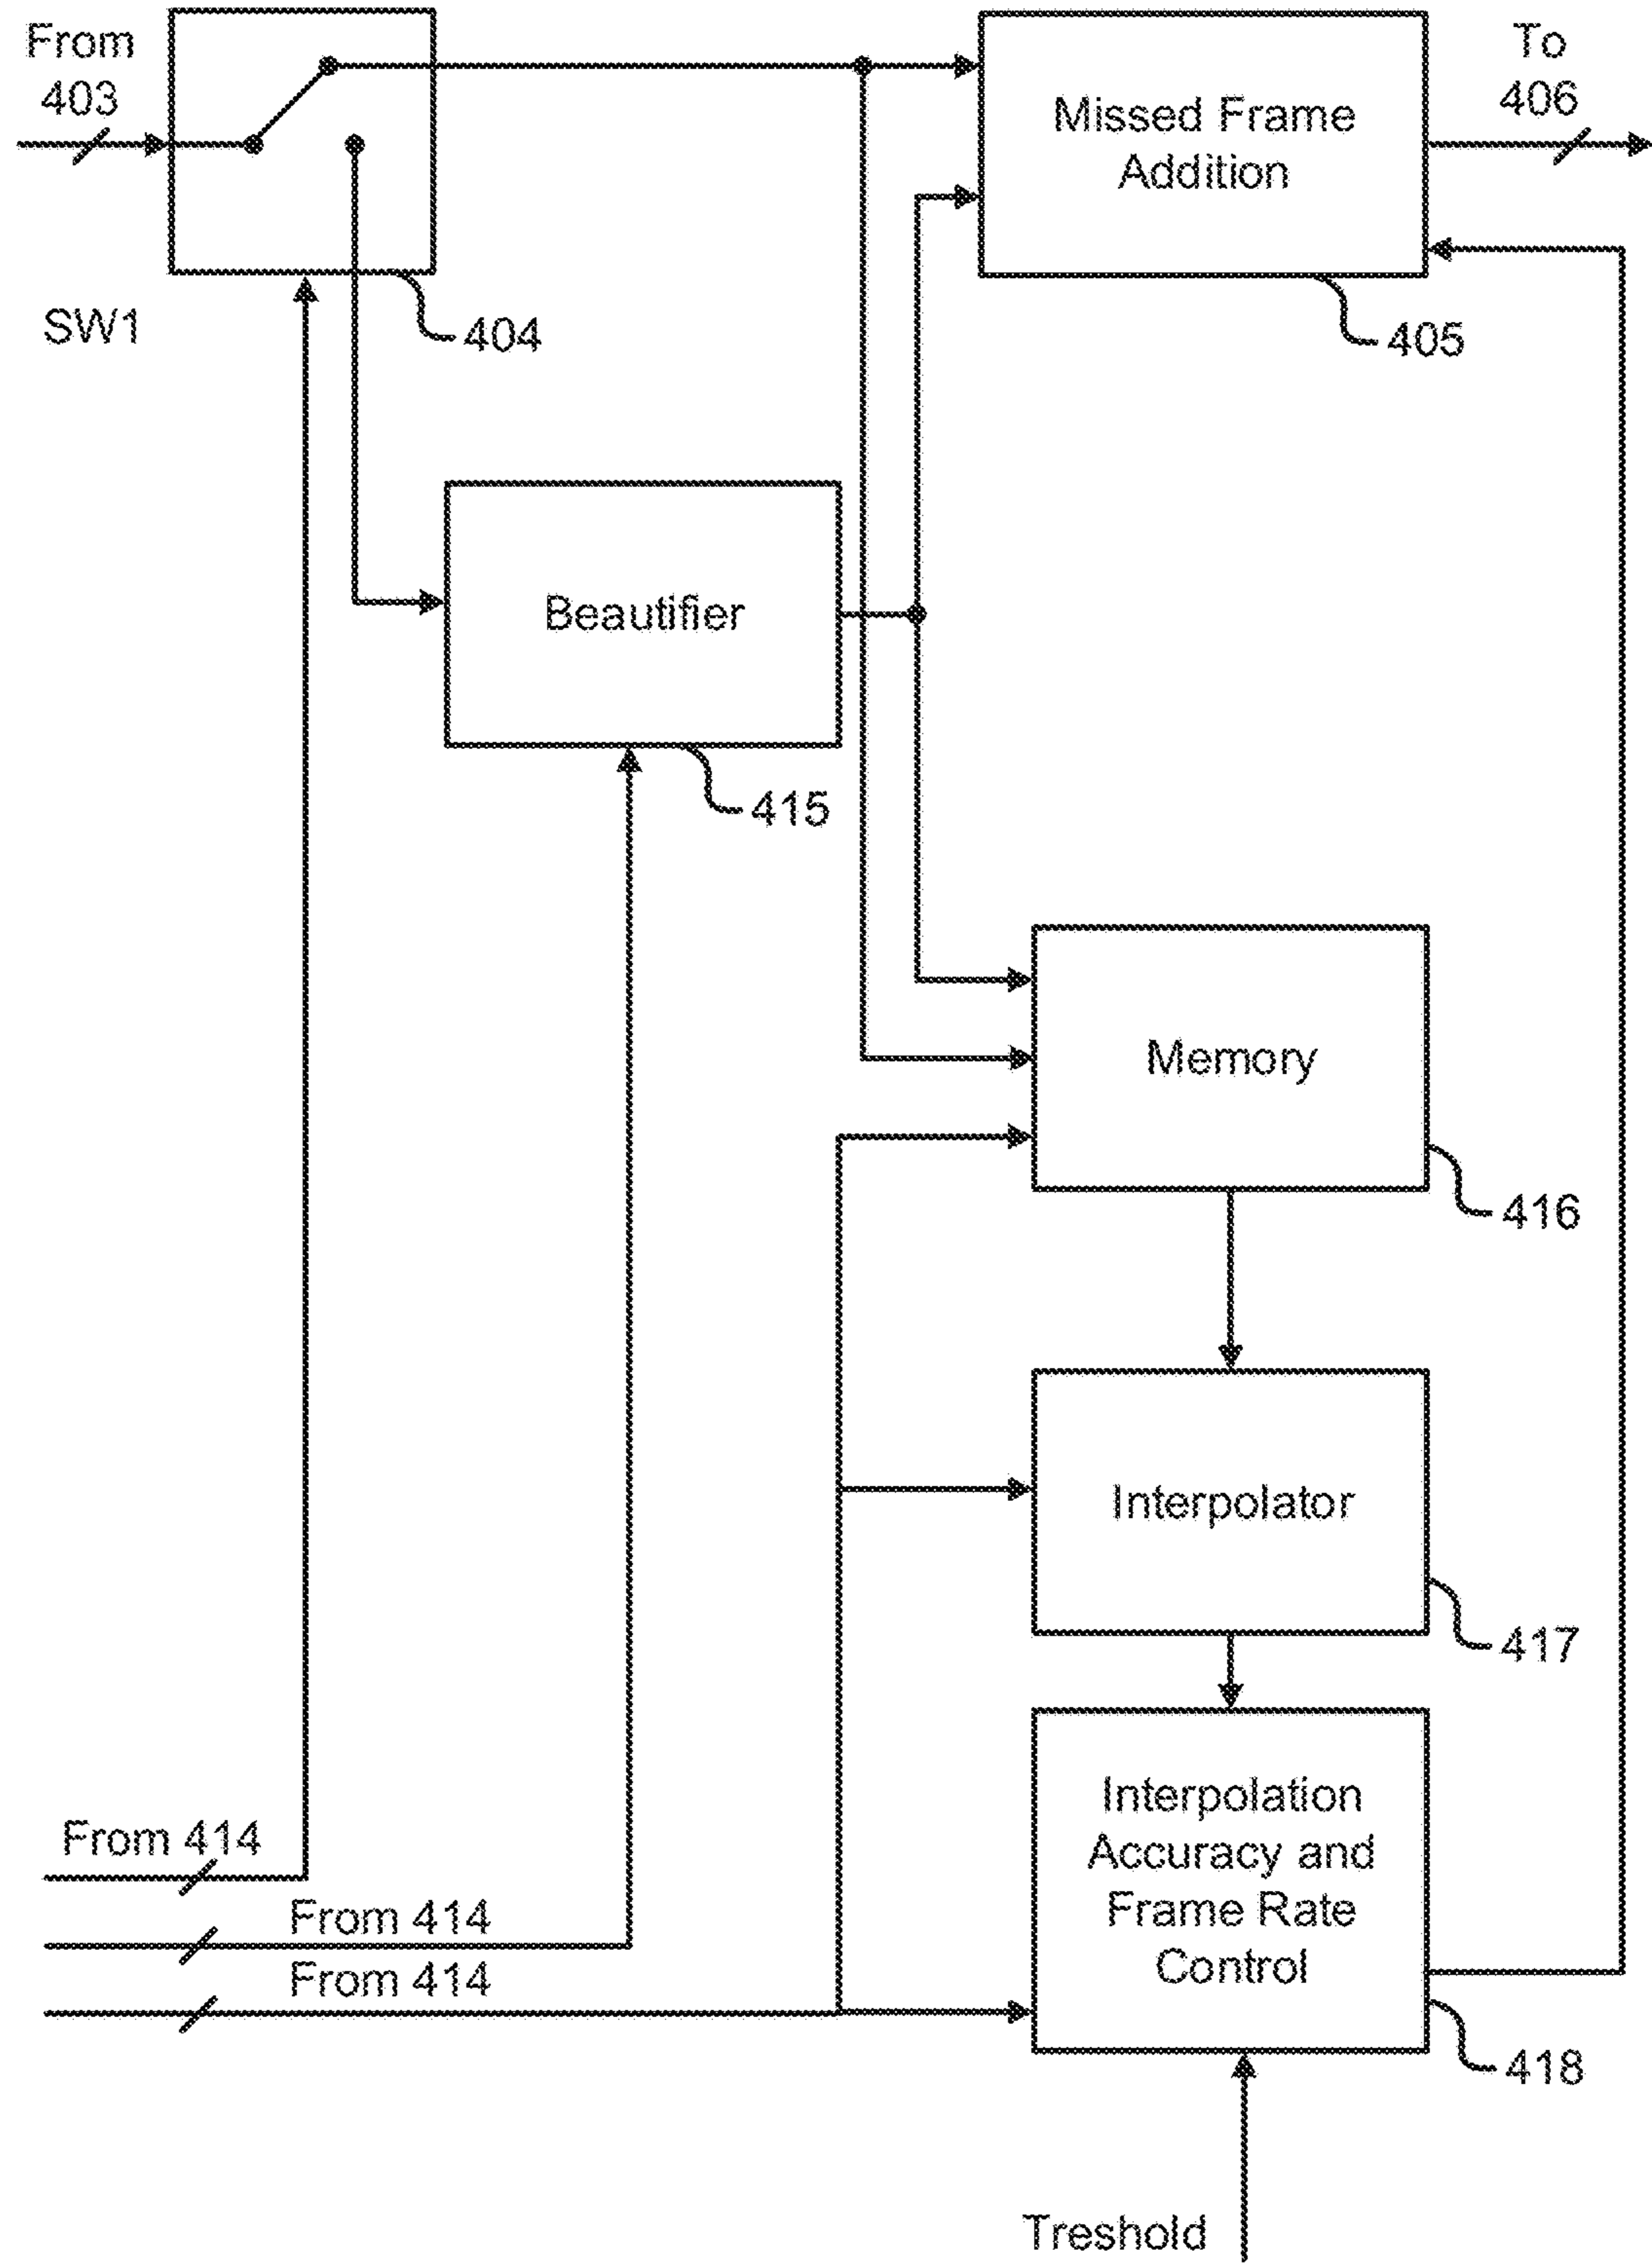 From
403
To
406
Missed Frame
Addition
SW1
404
405
Beautifier
415
Memory
416
Interpolator
417
Interpolation
Accuracy and
Frame Rate
Control
From 414
From 414
From 414
418
Treshold